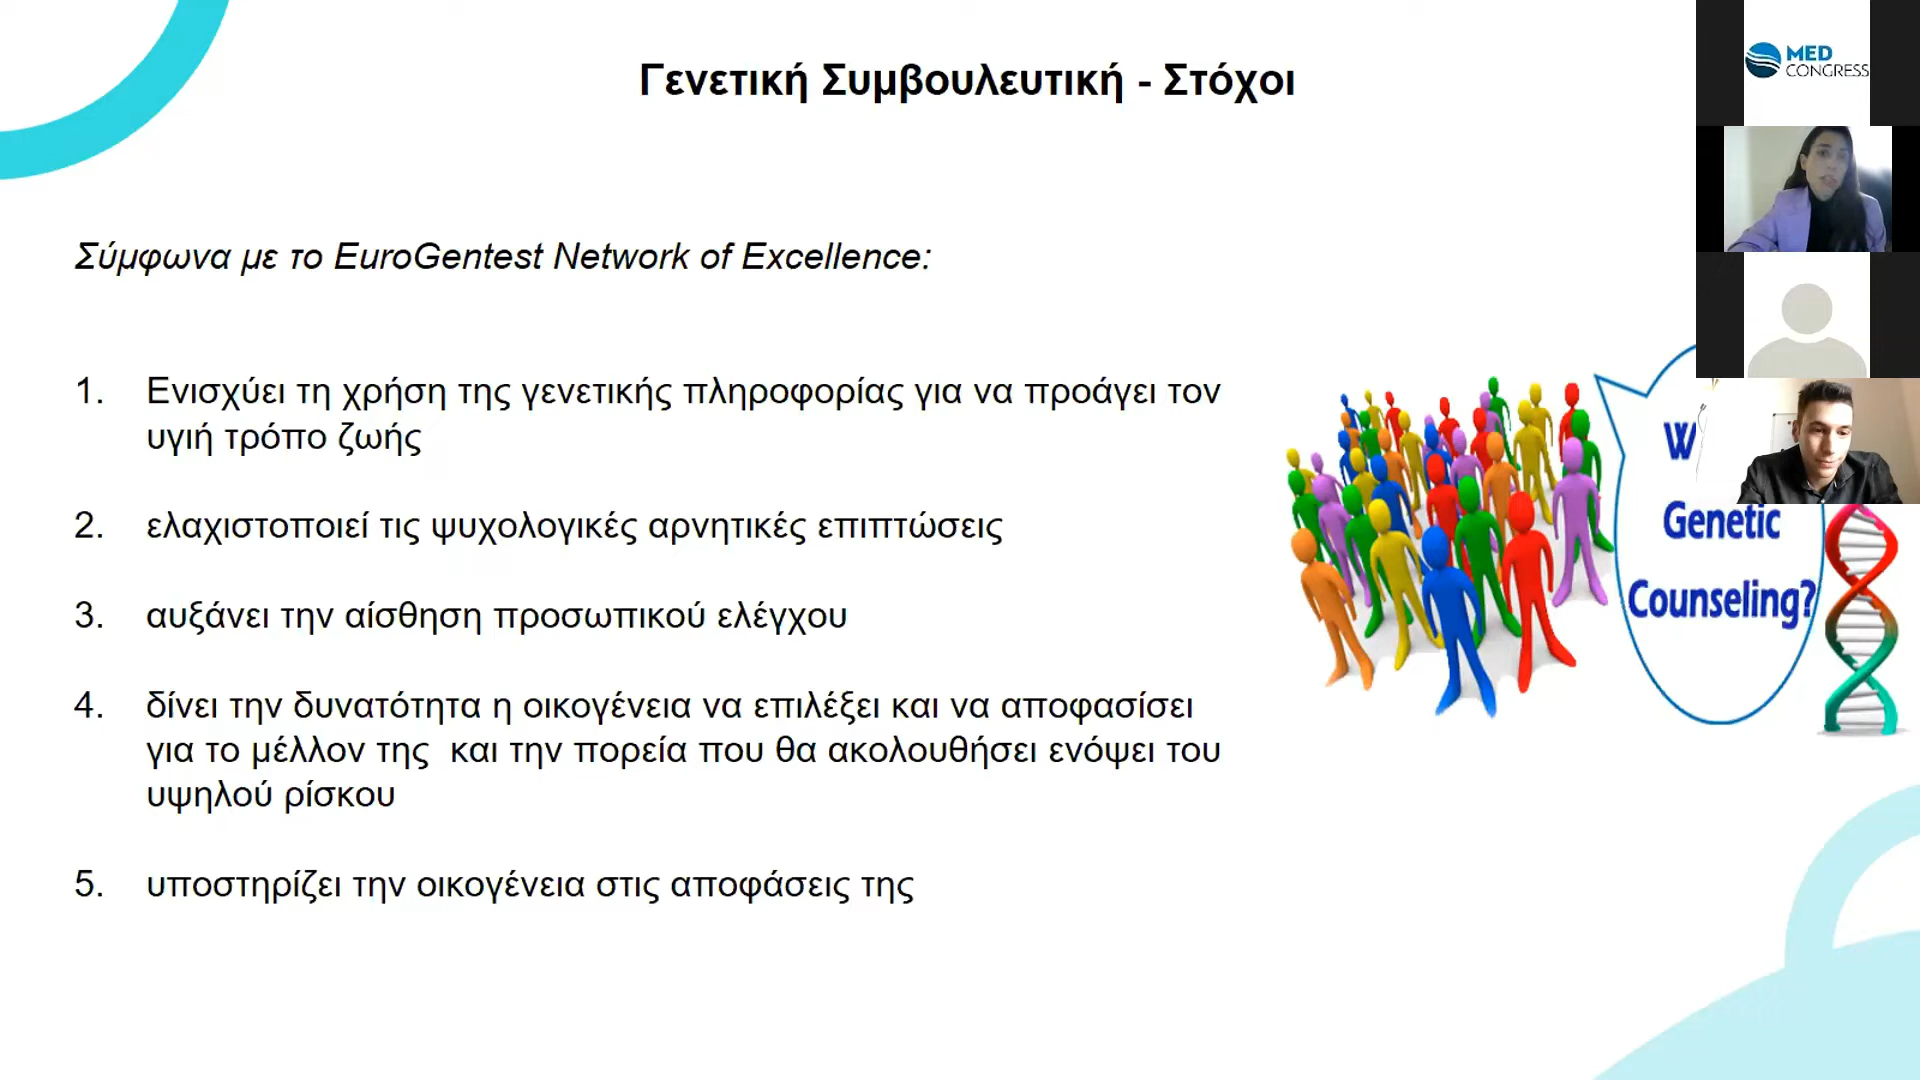 Γενετική Συμβουλευτική - Στόχοι
MED
CONGRESS
Σύμφωνα με το EuroGentest Network of Excellence:
1. Ενισχύει τη χρήση της γενετικής πληροφορίας για να προάγει τον
υγιή τρόπο ζωής
2. ελαχιστοποιεί τις ψυχολογικές αρνητικές επιπτώσεις
3. αυξάνει την αίσθηση προσωπικού ελέγχου
4. δίνει την δυνατότητα η οικογένεια να επιλέξει και να αποφασίσει
για το μέλλον της και την πορεία που θα ακολουθήσει ενόψει του
υψηλού ρίσκου
5. υποστηρίζει την οικογένεια στις αποφάσεις της
Genetic
Counseling?